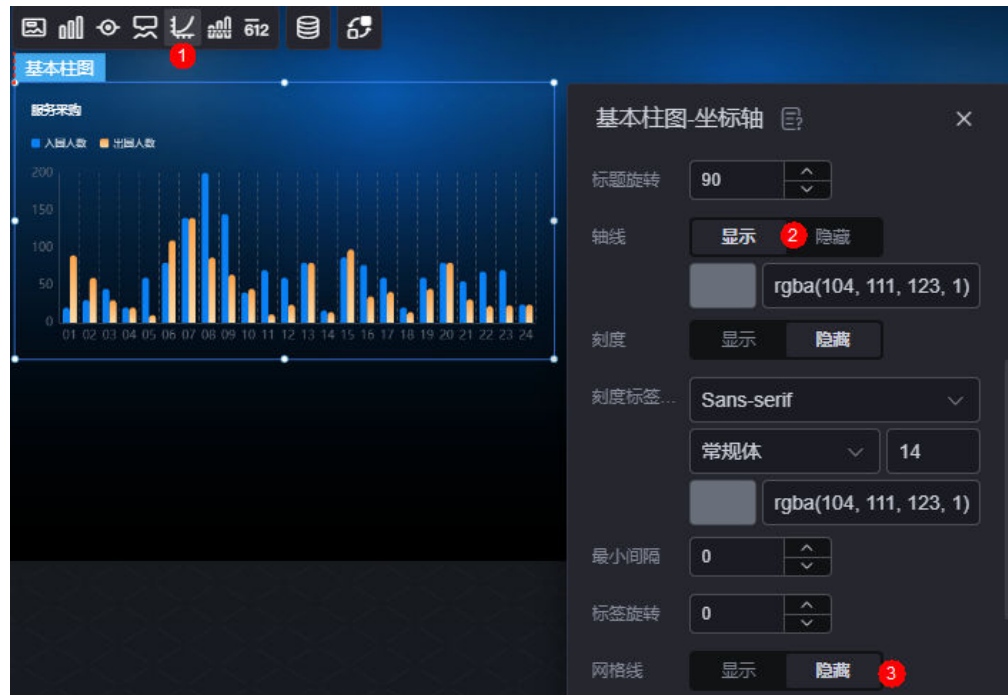 612
1
基本柱图
服务采购
入园人数 出园人数
200
150
100
50
0
01 02 03 04 05 06 07 08 09 10 11 12 13 14 15 16 17 18 19 20 21 22 23 24
基本柱图-坐标轴
标题旋转 90
轴线 显示 2 隐藏
rgba(104, 111, 123, 1)
刻度 显示 隐藏
刻度标签... Sans-serif
常规体 14
rgba(104, 111, 123, 1)
最小间隔 0
标签旋转 0
网格线 显示 隐藏 3